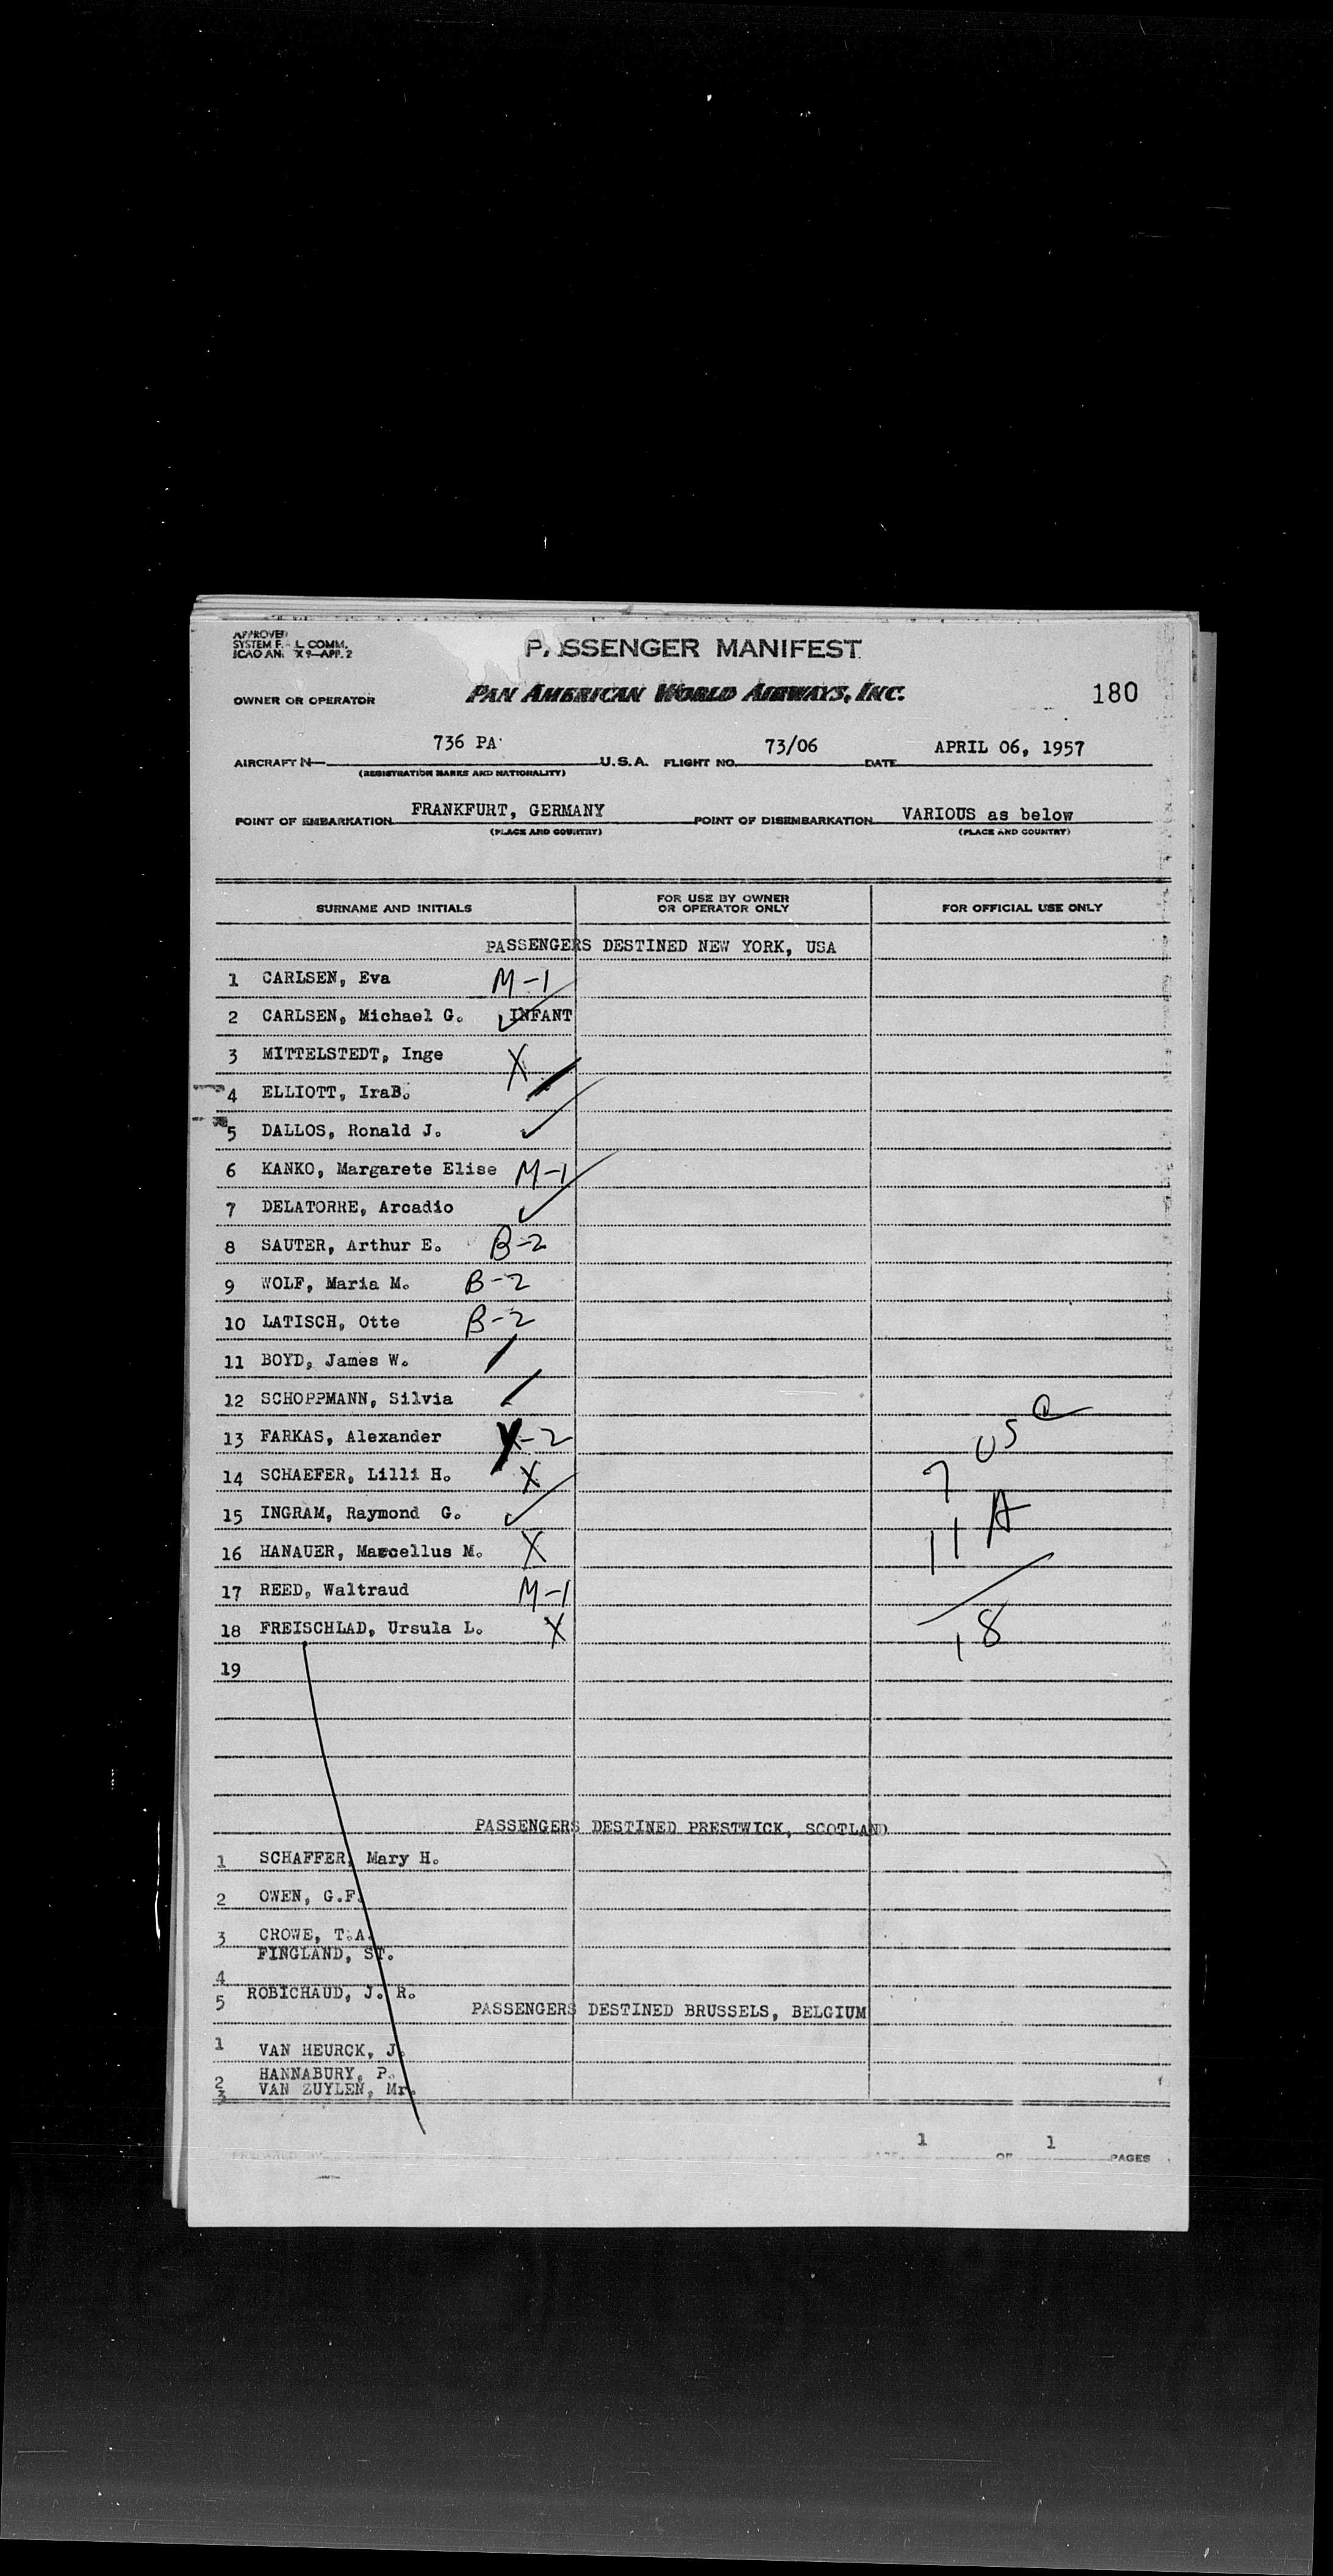 PASSENGER MANIFEST
OWNER OR OPERATOR PAN AMERICAN WORLD AIRWAYS, INC. 180
AIRCRAFT N— 736 PA U.S.A. FLIGHT NO. 73/06 DATE APRIL 06, 1957
(REGISTRATION MARKS AND NATIONALITY)
POINT OF EMBARKATION FRANKFURT, GERMANY POINT OF DISEMBARKATION VARIOUS as below
(PLACE AND COUNTRY) (PLACE AND COUNTRY)
SURNAME AND INITIALS FOR USE BY OWNER OR OPERATOR ONLY FOR OFFICIAL USE ONLY
PASSENGERS DESTINED NEW YORK, USA
1 CARLSEN, Eva M-1
2 CARLSEN, Michael G. INFANT
3 MITTELSTEDT, Inge X
4 ELLIOTT, IraB.
5 DALLOS, Ronald J. ✓
6 KANKO, Margarete Elise M-1
7 DELATORRE, Arcadio ✓
8 SAUTER, Arthur E. B-2
9 WOLF, Maria M. B-2
10 LATISCH, Otte B-2
11 BOYD, James W.
12 SCHOPPMANN, Silvia
13 FARKAS, Alexander -2
14 SCHAEFER, Lilli H. X
15 INGRAM, Raymond G. ✓
16 HANAUER, Marcellus M. X
17 REED, Waltraud M-1
18 FREISCHLAD, Ursula L. X
19
7 USa
11 A
18
PASSENGERS DESTINED PRESTWICK, SCOTLAND
1 SCHAFFER, Mary H.
2 OWEN, G.F.
3 CROWE, T.A.
FINGLAND, ST.
4
5 ROBICHAUD, J. R.
PASSENGERS DESTINED BRUSSELS, BELGIUM
1 VAN HEURCK, J.
2 HANNABURY, P.
3 VAN ZUYLEN, Mr.
1 OF 1 PAGES